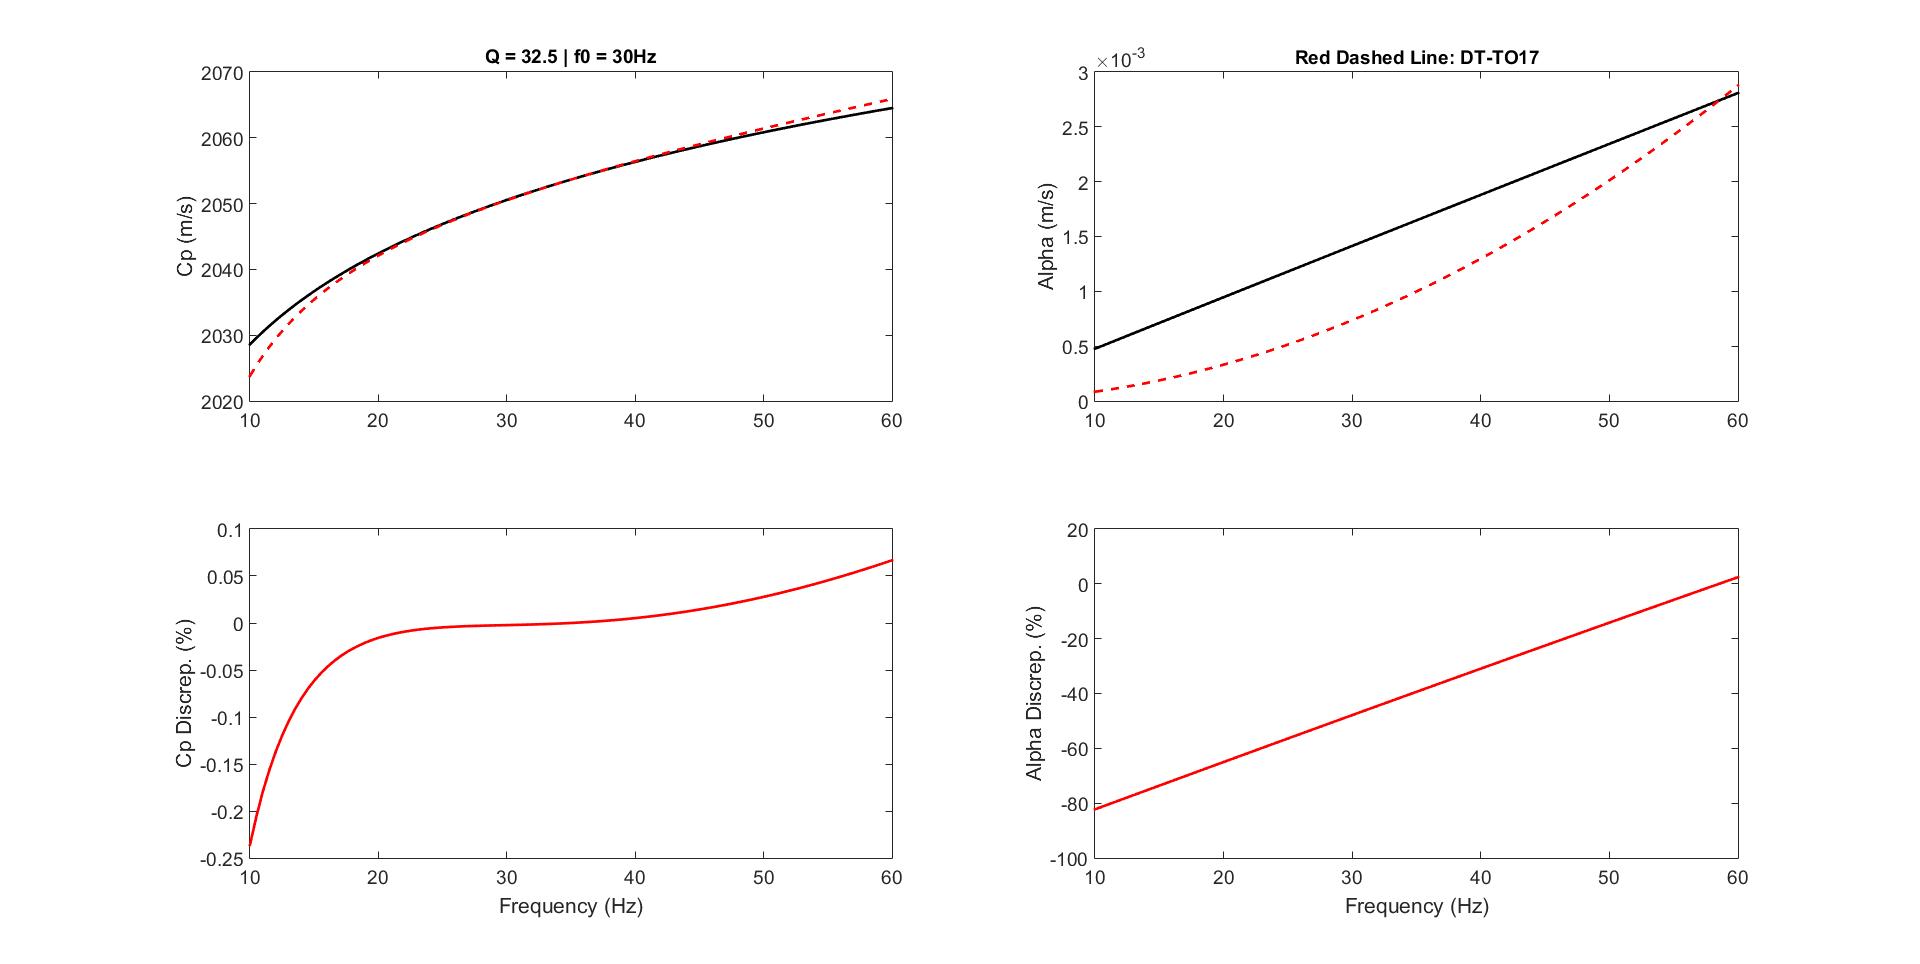 Q = 32.5 | f0 = 30Hz
2070
2060
2050
2040
2030
2020
Cp (m/s)
10 20 30 40 50 60
Red Dashed Line: DT-TO17
×10-3
3
2.5
2
1.5
1
0.5
0
Alpha (m/s)
10 20 30 40 50 60
0.1
0.05
0
-0.05
-0.1
-0.15
-0.2
-0.25
Cp Discrep. (%)
10 20 30 40 50 60
Frequency (Hz)
20
0
-20
-40
-60
-80
-100
Alpha Discrep. (%)
10 20 30 40 50 60
Frequency (Hz)